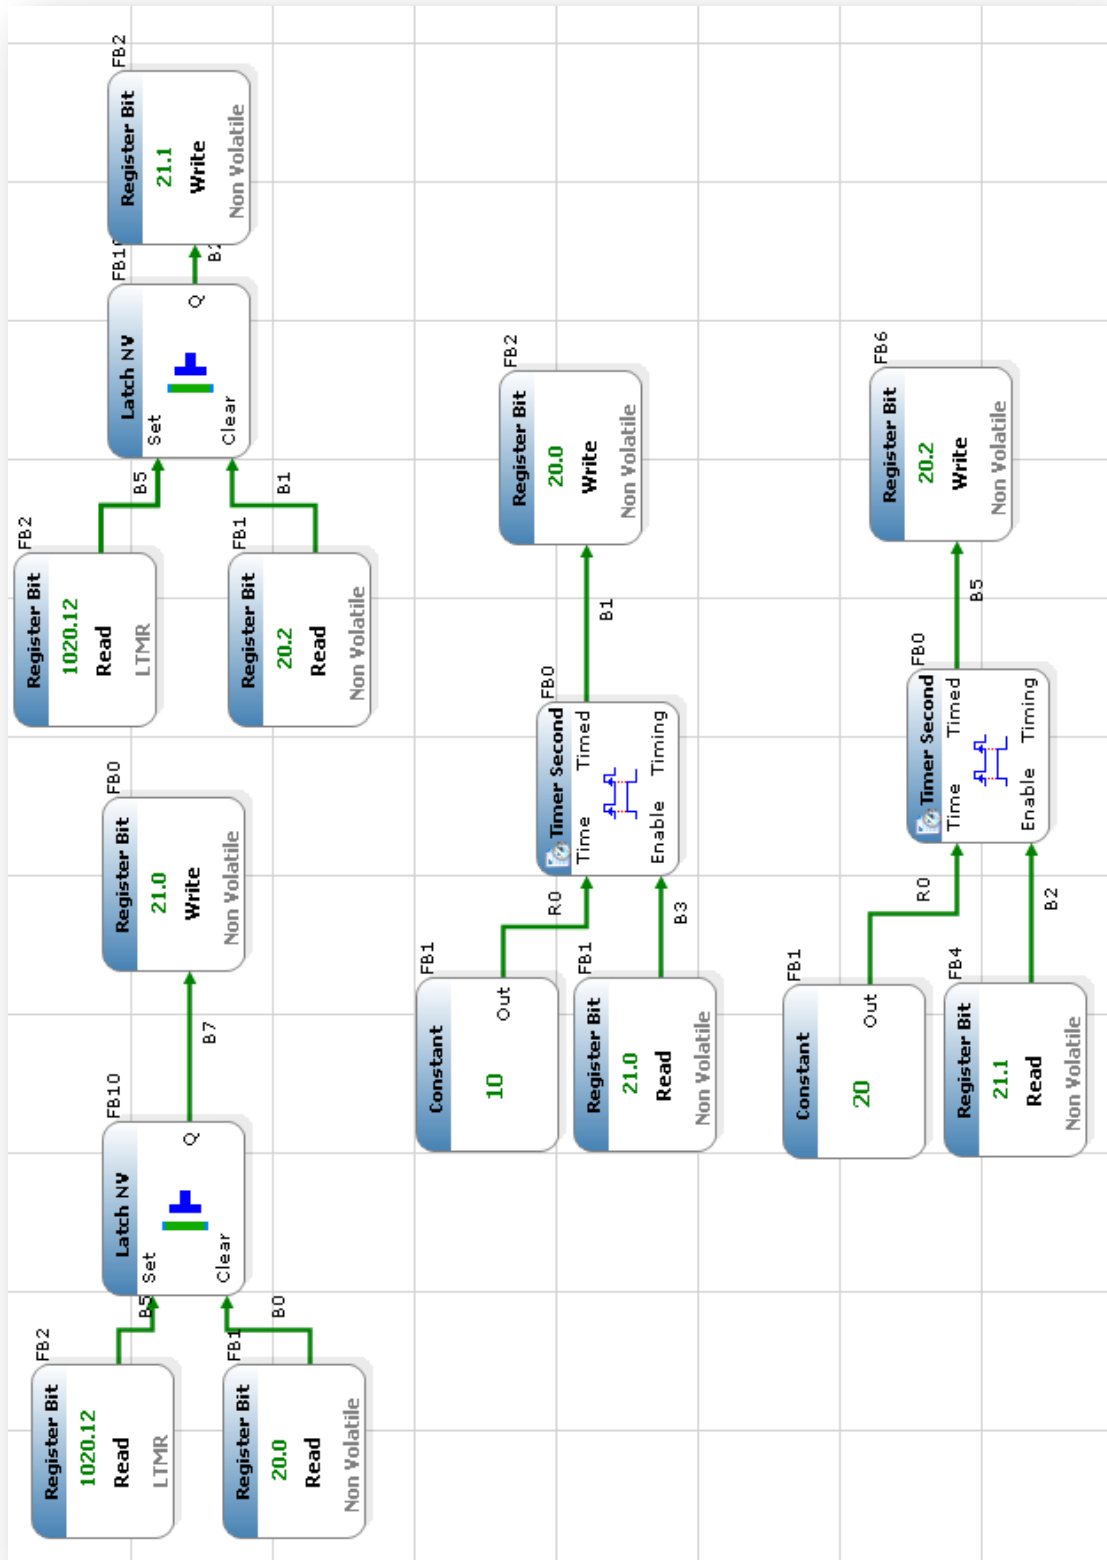 FB2
Register Bit
1020.12
Read
LTMR
FB1
Register Bit
20.0
Read
Non Volatile
B5
B0
FB10
Latch NV
Set
Q
Clear
B7
FB0
Register Bit
21.0
Write
Non Volatile
FB2
Register Bit
1020.12
Read
LTMR
FB1
Register Bit
20.2
Read
Non Volatile
B5
B1
Latch NV
Set
Q
Clear
FB2
Register Bit
21.1
Write
Non Volatile
FB1
Constant
Out
10
FB1
Register Bit
21.0
Read
Non Volatile
R0
B3
FB0
Timer Second
Time Timed
Enable Timing
B1
FB2
Register Bit
20.0
Write
Non Volatile
FB1
Constant
Out
20
FB4
Register Bit
21.1
Read
Non Volatile
R0
B2
FB0
Timer Second
Time Timed
Enable Timing
B5
FB6
Register Bit
20.2
Write
Non Volatile